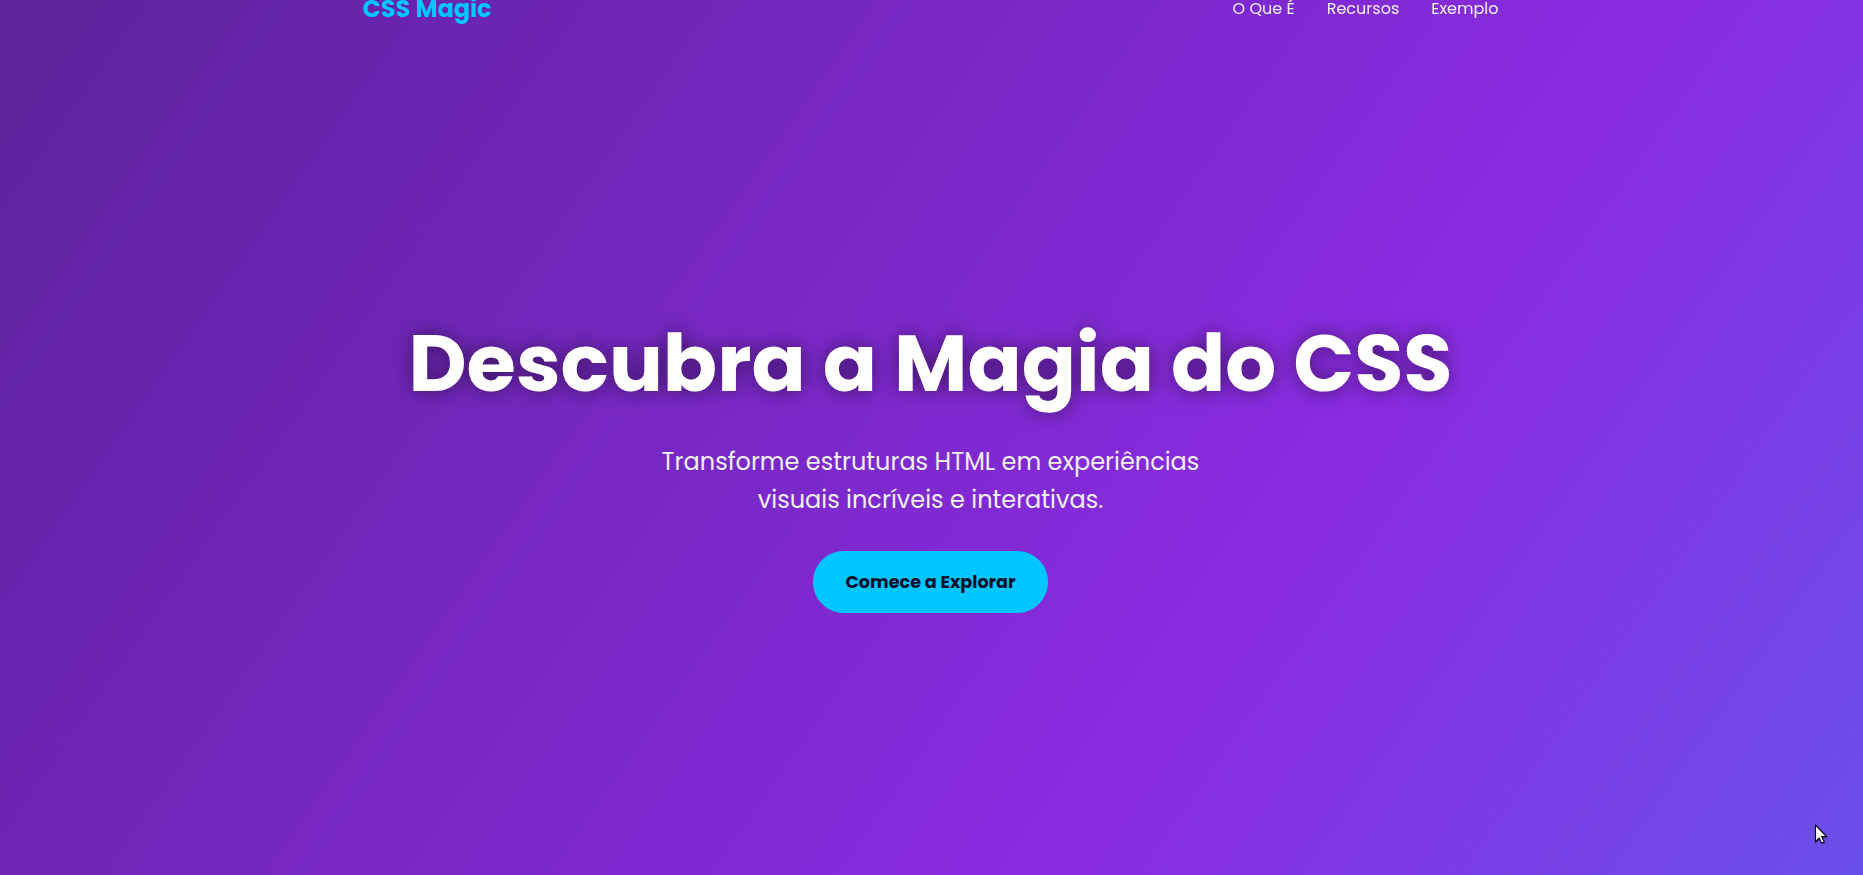 CSS Magic
O Que É
Recursos
Exemplo
Descubra a Magia do CSS
Transforme estruturas HTML em experiências
visuais incríveis e interativas.
Comece a Explorar